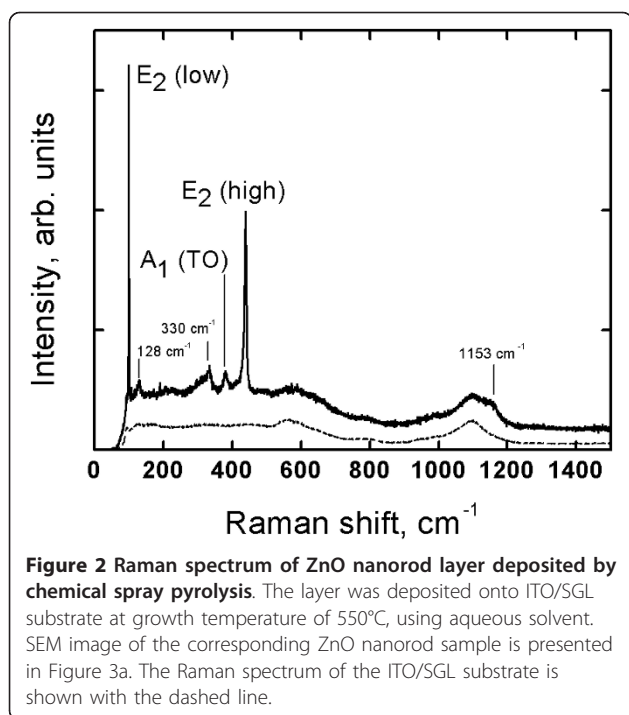 E2 (low)
E2 (high)
A1 (TO)
330 cm-1
128 cm-1
1153 cm-1
Intensity, arb. units
0 200 400 600 800 1000 1200 1400
Raman shift, cm-1
Figure 2 Raman spectrum of ZnO nanorod layer deposited by
chemical spray pyrolysis. The layer was deposited onto ITO/SGL
substrate at growth temperature of 550°C, using aqueous solvent.
SEM image of the corresponding ZnO nanorod sample is presented
in Figure 3a. The Raman spectrum of the ITO/SGL substrate is
shown with the dashed line.